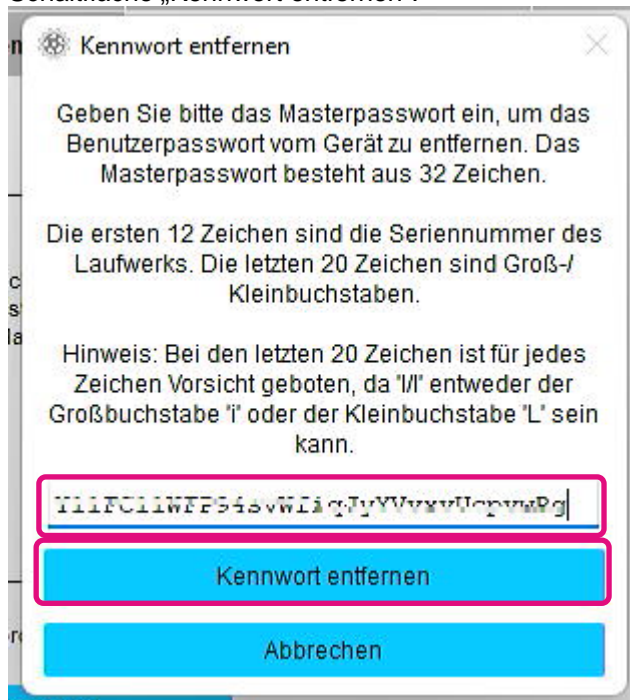 Kennwort entfernen
Geben Sie bitte das Masterpasswort ein, um das
Benutzerpasswort vom Gerät zu entfernen. Das
Masterpasswort besteht aus 32 Zeichen.
Die ersten 12 Zeichen sind die Seriennummer des
Laufwerks. Die letzten 20 Zeichen sind Groß-/
Kleinbuchstaben.
Hinweis: Bei den letzten 20 Zeichen ist für jedes
Zeichen Vorsicht geboten, da 'l/I' entweder der
Großbuchstabe 'i' oder der Kleinbuchstabe 'L' sein
kann.
Kennwort entfernen
Abbrechen